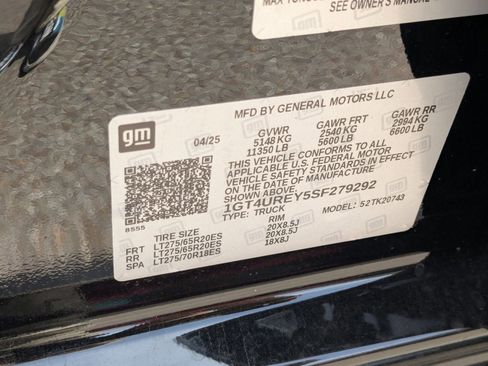 SEE OWNER'S MANUAL
gm
MFD BY GENERAL MOTORS LLC
04/25
GVWR GAWR FRT GAWR RR
5148 KG 2540 KG 2994 KG
11350 LB 5600 LB 6600 LB
THIS VEHICLE CONFORMS TO ALL
APPLICABLE U.S. FEDERAL MOTOR
VEHICLE SAFETY STANDARDS IN EFFECT
ON THE DATE OF MANUFACTURE
SHOWN ABOVE.
1GT4UREY5SF279292
TYPE: TRUCK MODEL: 52TK20743
B555
TIRE SIZE RIM
FRT LT275/65R20ES 20X8.5J
RR LT275/65R20ES 20X8.5J
SPA LT275/70R18ES 18X8J